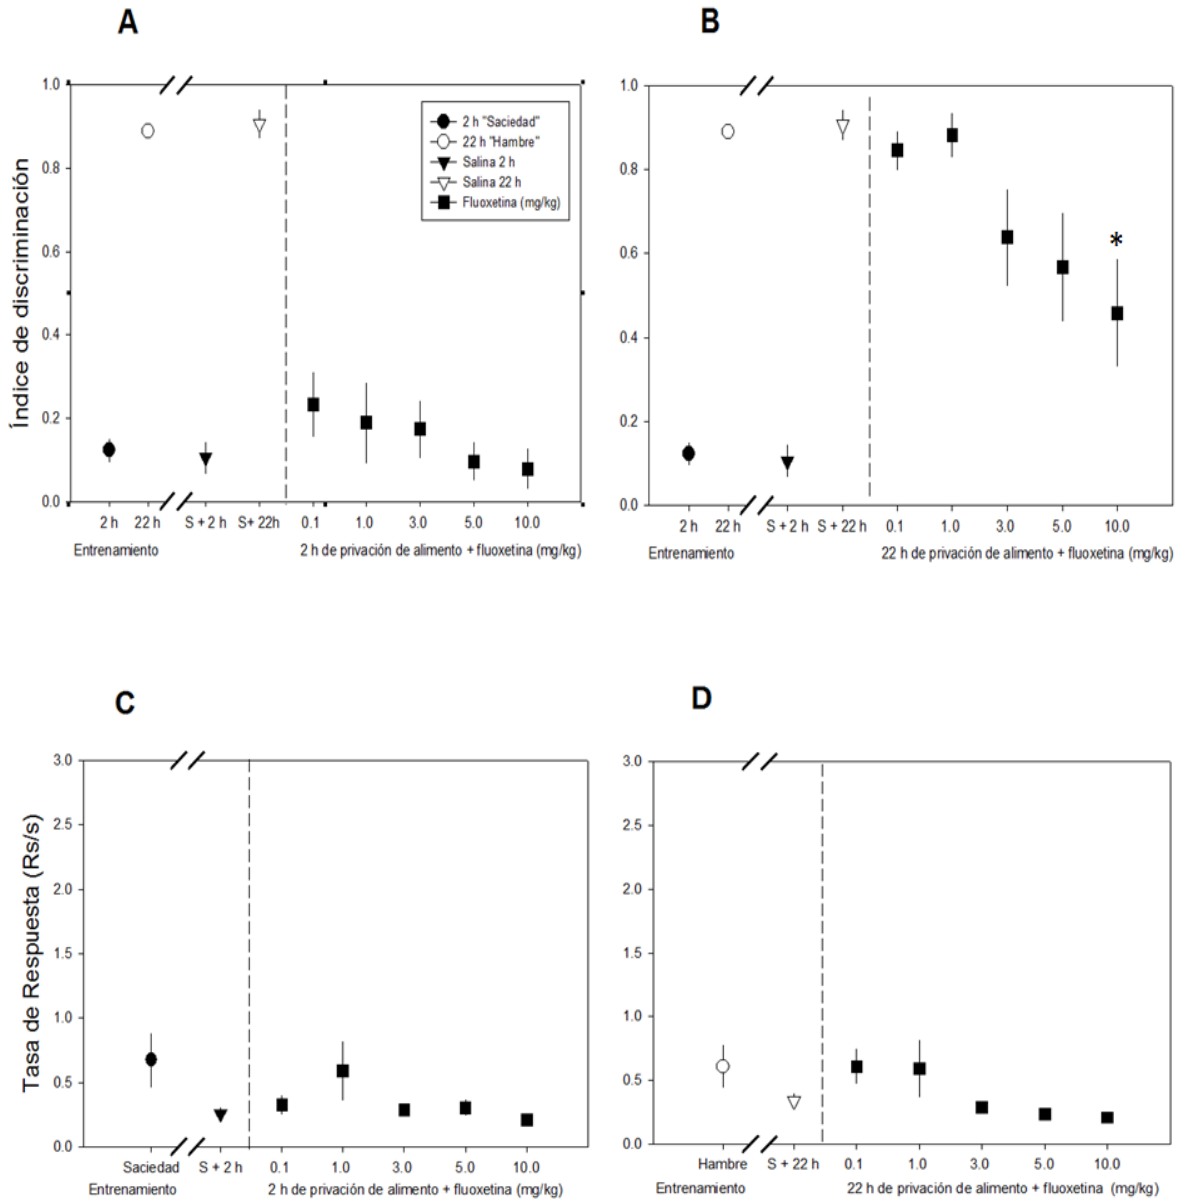 A
B
1.0
0.8
0.6
0.4
0.2
0.0
Índice de discriminación
2 h "Saciedad"
22 h "Hambre"
Salina 2 h
Salina 22 h
Fluoxetina (mg/kg)
2 h 22 h S + 2 h S+ 22h 0.1 1.0 3.0 5.0 10.0
Entrenamiento 2 h de privación de alimento + fluoxetina (mg/kg)
1.0
0.8
0.6
0.4
0.2
0.0
*
2 h 22 h S + 2 h S + 22 h 0.1 1.0 3.0 5.0 10.0
Entrenamiento 22 h de privación de alimento + fluoxetina (mg/kg)
C
D
3.0
2.5
2.0
1.5
1.0
0.5
0.0
Tasa de Respuesta (Rs/s)
Saciedad S + 2 h 0.1 1.0 3.0 5.0 10.0
Entrenamiento 2 h de privación de alimento + fluoxetina (mg/kg)
3.0
2.5
2.0
1.5
1.0
0.5
0.0
Hambre S + 22 h 0.1 1.0 3.0 5.0 10.0
Entrenamiento 22 h de privación de alimento + fluoxetina (mg/kg)